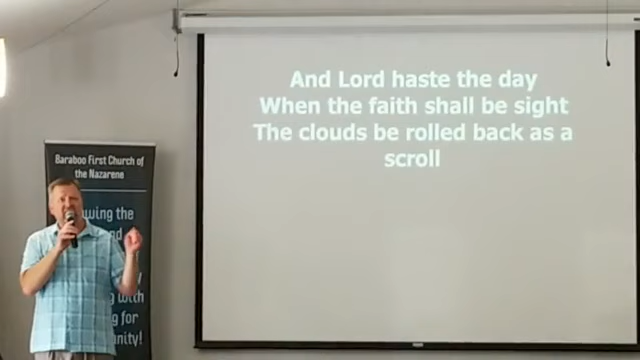 And Lord haste the day
When the faith shall be sight
The clouds be rolled back as a
scroll
Baraboo First Church of
the Nazarene